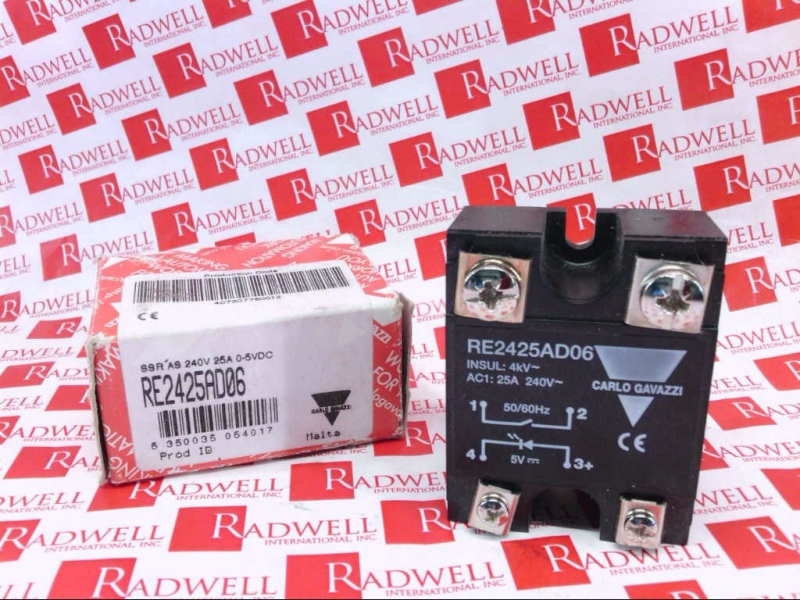 RADWELL
INTERNATIONAL, INC.
Production Code
407207760012
CE
SSR AS 240V 25A 0-5VDC
RE2425AD06
5 350035 054017
Prod ID
CARLO GAVAZZI
Malta
RE2425AD06
INSUL: 4kV~
AC1: 25A 240V~
CARLO GAVAZZI
1 50/60Hz 2
4 5V 3+
CE